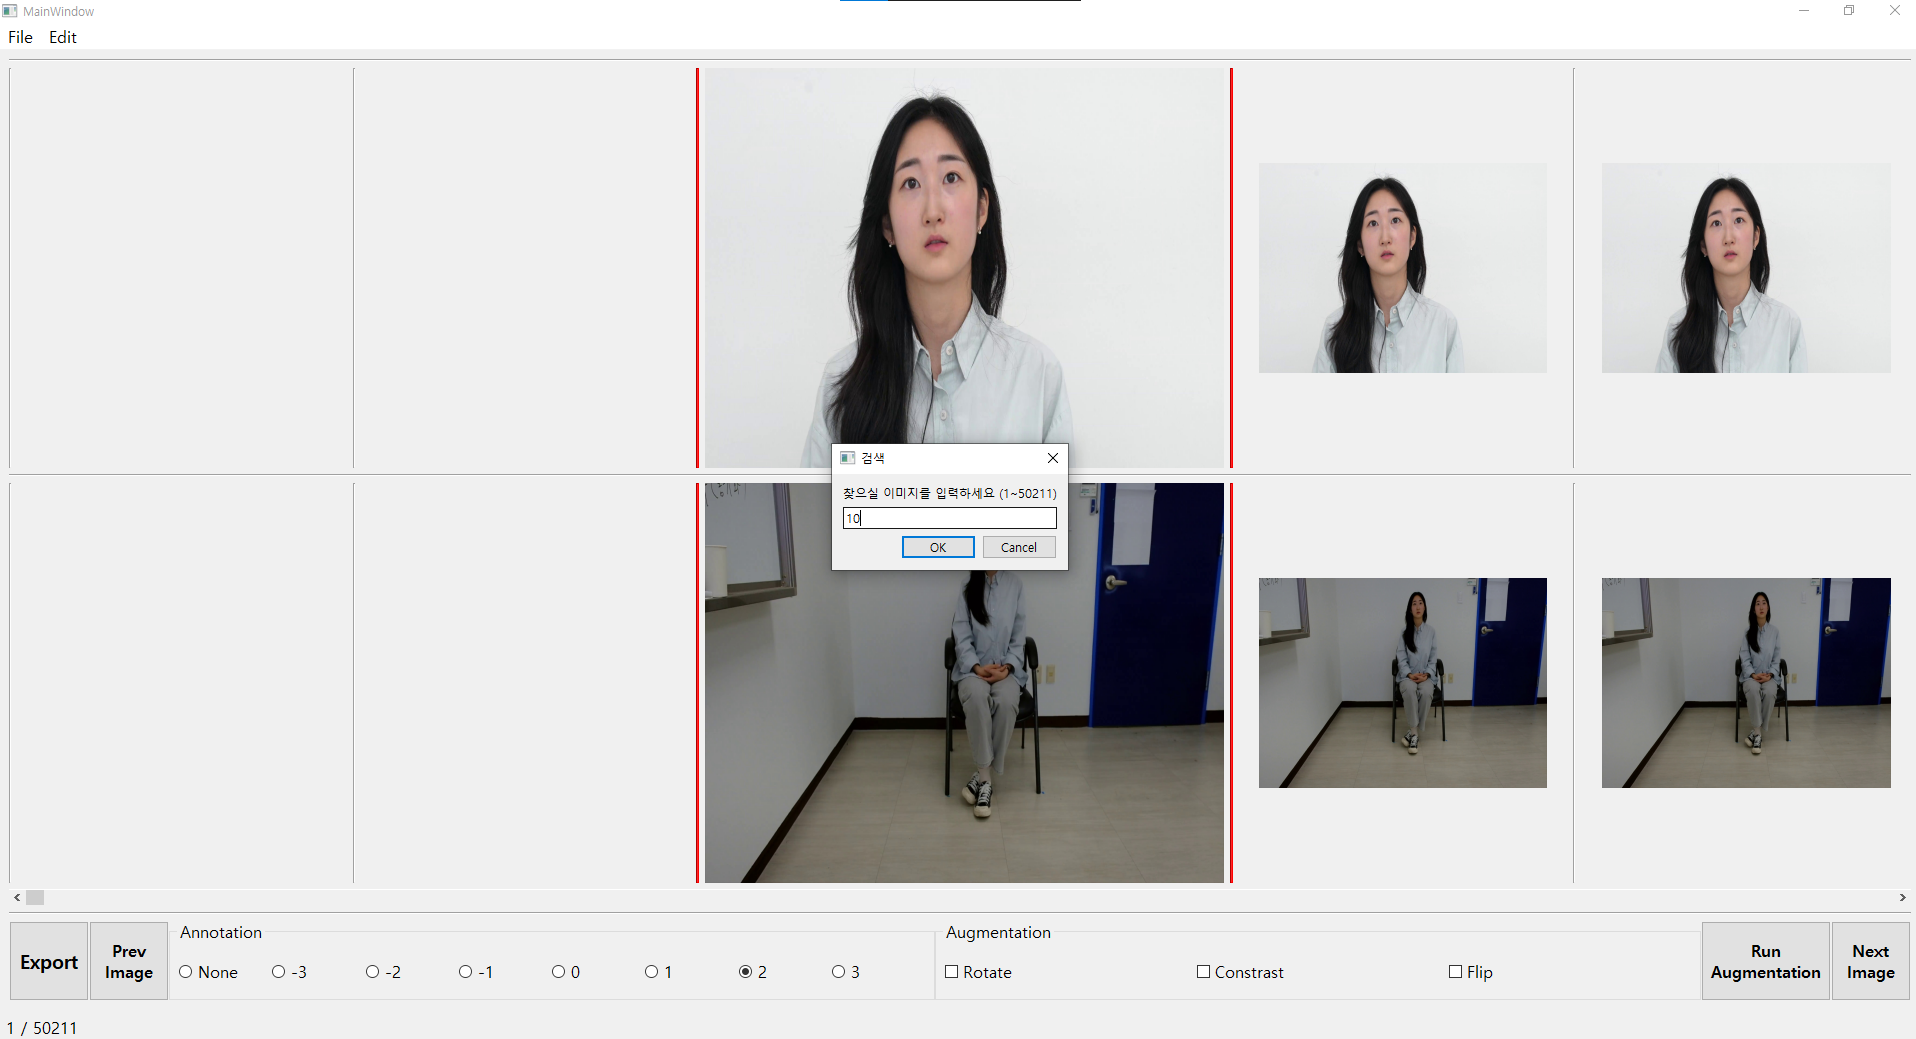 MainWindow
File Edit
검색
찾으실 이미지를 입력하세요 (1~50211)
10
OK Cancel
Export
Prev
Image
Annotation
None -3 -2 -1 0 1 2 3
Augmentation
Rotate Constrast Flip
Run
Augmentation
Next
Image
1 / 50211